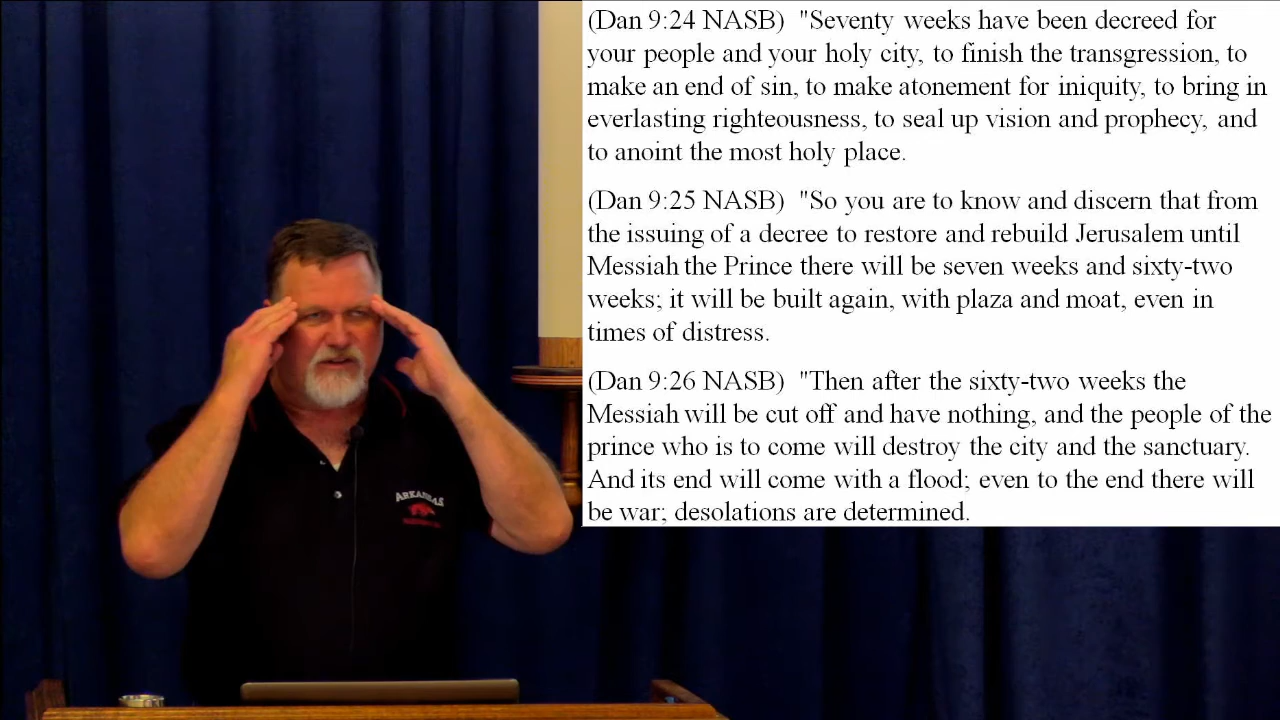 (Dan 9:24 NASB) "Seventy weeks have been decreed for
your people and your holy city, to finish the transgression, to
make an end of sin, to make atonement for iniquity, to bring in
everlasting righteousness, to seal up vision and prophecy, and
to anoint the most holy place.
(Dan 9:25 NASB) "So you are to know and discern that from
the issuing of a decree to restore and rebuild Jerusalem until
Messiah the Prince there will be seven weeks and sixty-two
weeks; it will be built again, with plaza and moat, even in
times of distress.
(Dan 9:26 NASB) "Then after the sixty-two weeks the
Messiah will be cut off and have nothing, and the people of the
prince who is to come will destroy the city and the sanctuary.
And its end will come with a flood; even to the end there will
be war; desolations are determined.
ARKANSAS